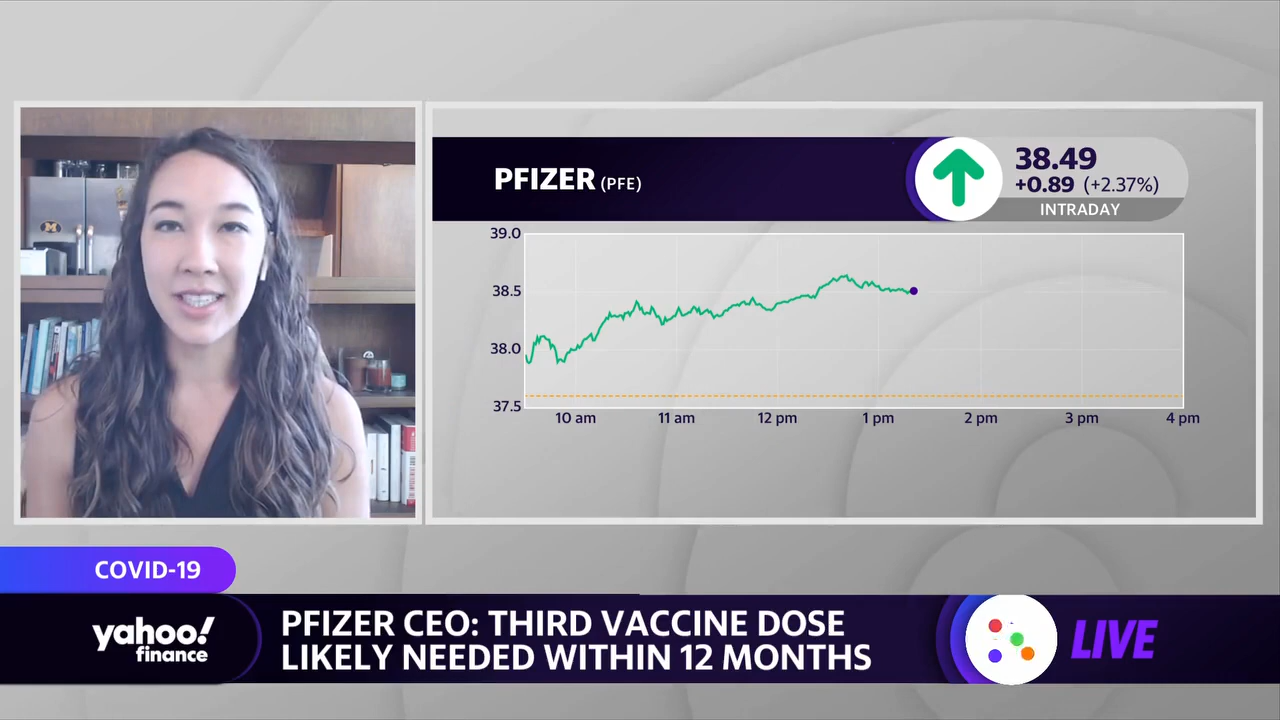 PFIZER (PFE)
38.49
+0.89 (+2.37%)
INTRADAY
39.0
38.5
38.0
37.5
10 am 11 am 12 pm 1 pm 2 pm 3 pm 4 pm
M
COVID-19
yahoo!
finance
PFIZER CEO: THIRD VACCINE DOSE
LIKELY NEEDED WITHIN 12 MONTHS
LIVE